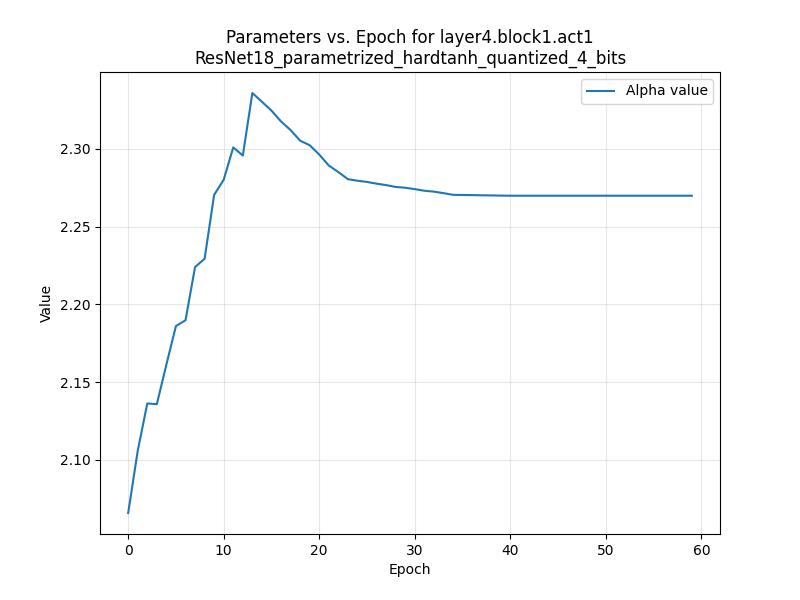 Parameters vs. Epoch for layer4.block1.act1
ResNet18_parametrized_hardtanh_quantized_4_bits
Alpha value
2.30
2.25
2.20
2.15
2.10
Value
0 10 20 30 40 50 60
Epoch